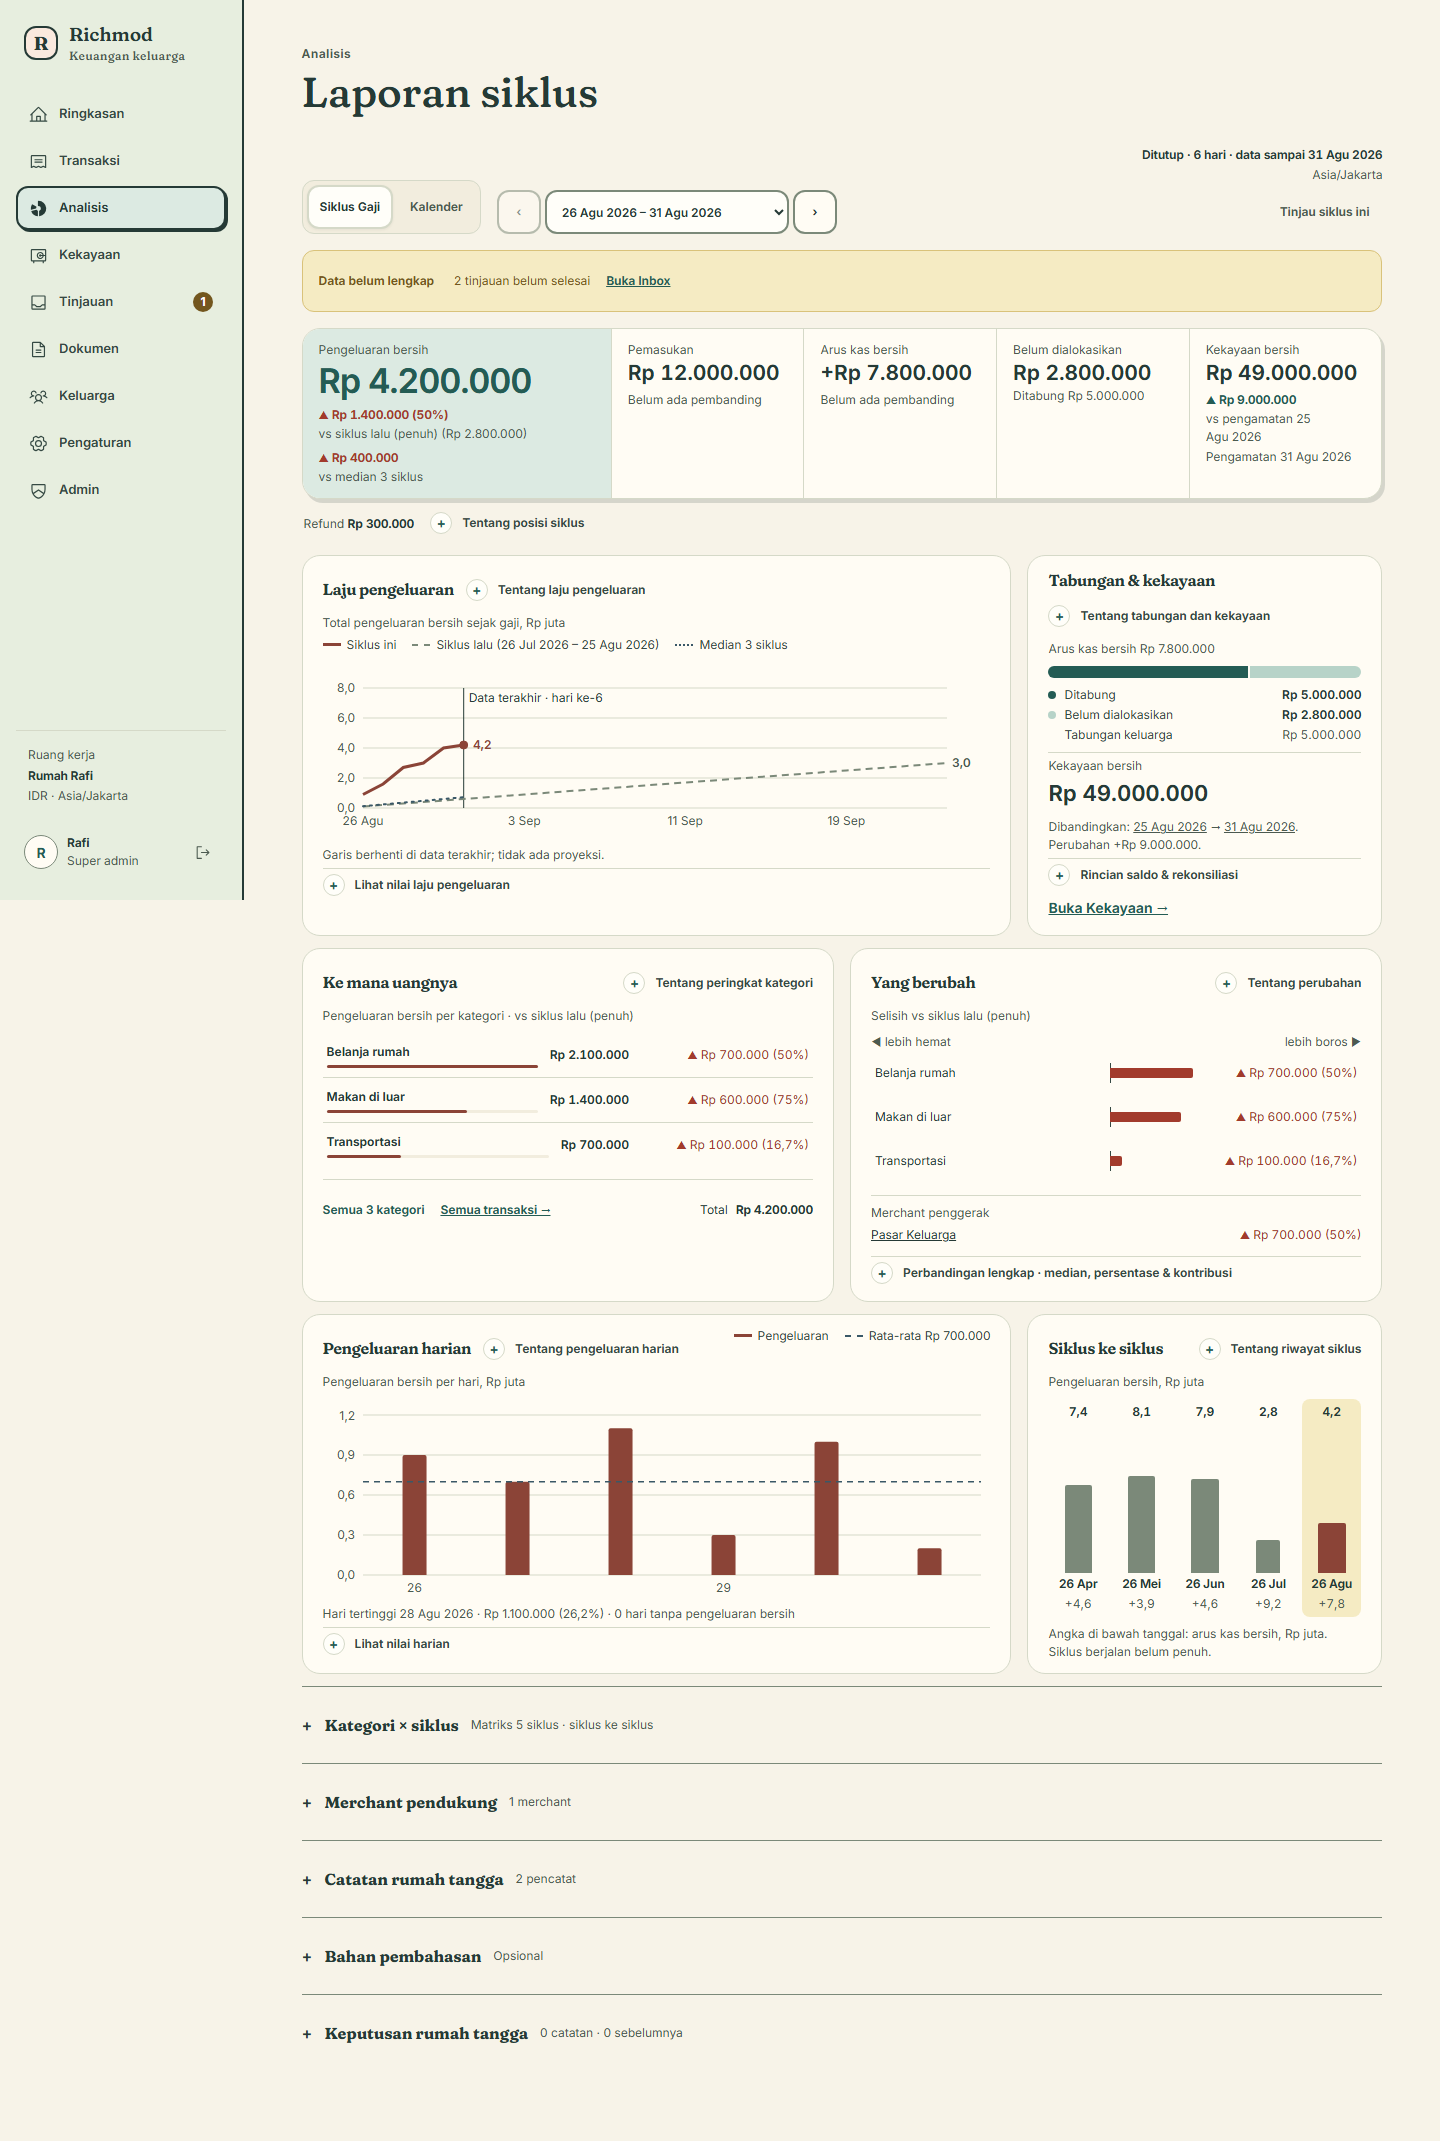 R
Richmod
Keuangan keluarga
Ringkasan
Transaksi
Analisis
Kekayaan
Tinjauan 1
Dokumen
Keluarga
Pengaturan
Admin
Ruang kerja
Rumah Rafi
IDR · Asia/Jakarta
R
Rafi
Super admin
Analisis
Laporan siklus
Ditutup · 6 hari · data sampai 31 Agu 2026
Asia/Jakarta
Siklus Gaji Kalender ‹ 26 Agu 2026 – 31 Agu 2026 › Tinjau siklus ini
Data belum lengkap 2 tinjauan belum selesai Buka Inbox
Pengeluaran bersih
Rp 4.200.000
▲ Rp 1.400.000 (50%)
vs siklus lalu (penuh) (Rp 2.800.000)
▲ Rp 400.000
vs median 3 siklus
Pemasukan
Rp 12.000.000
Belum ada pembanding
Arus kas bersih
+Rp 7.800.000
Belum ada pembanding
Belum dialokasikan
Rp 2.800.000
Ditabung Rp 5.000.000
Kekayaan bersih
Rp 49.000.000
▲ Rp 9.000.000
vs pengamatan 25
Agu 2026
Pengamatan 31 Agu 2026
Refund Rp 300.000 + Tentang posisi siklus
Laju pengeluaran + Tentang laju pengeluaran
Total pengeluaran bersih sejak gaji, Rp juta
Siklus ini Siklus lalu (26 Jul 2026 – 25 Agu 2026) Median 3 siklus
8,0
Data terakhir · hari ke-6
6,0
4,0
4,2
2,0
3,0
0,0
26 Agu 3 Sep 11 Sep 19 Sep
Garis berhenti di data terakhir; tidak ada proyeksi.
+ Lihat nilai laju pengeluaran
Tabungan & kekayaan
+ Tentang tabungan dan kekayaan
Arus kas bersih Rp 7.800.000
Ditabung Rp 5.000.000
Belum dialokasikan Rp 2.800.000
Tabungan keluarga Rp 5.000.000
Kekayaan bersih
Rp 49.000.000
Dibandingkan: 25 Agu 2026 → 31 Agu 2026.
Perubahan +Rp 9.000.000.
+ Rincian saldo & rekonsiliasi
Buka Kekayaan →
Ke mana uangnya + Tentang peringkat kategori
Pengeluaran bersih per kategori · vs siklus lalu (penuh)
Belanja rumah Rp 2.100.000 ▲ Rp 700.000 (50%)
Makan di luar Rp 1.400.000 ▲ Rp 600.000 (75%)
Transportasi Rp 700.000 ▲ Rp 100.000 (16,7%)
Semua 3 kategori Semua transaksi → Total Rp 4.200.000
Yang berubah + Tentang perubahan
Selisih vs siklus lalu (penuh)
◀ lebih hemat lebih boros ▶
Belanja rumah ▲ Rp 700.000 (50%)
Makan di luar ▲ Rp 600.000 (75%)
Transportasi ▲ Rp 100.000 (16,7%)
Merchant penggerak
Pasar Keluarga ▲ Rp 700.000 (50%)
+ Perbandingan lengkap · median, persentase & kontribusi
Pengeluaran harian + Tentang pengeluaran harian
Pengeluaran Rata-rata Rp 700.000
Pengeluaran bersih per hari, Rp juta
1,2
0,9
0,6
0,3
0,0
26 29
Hari tertinggi 28 Agu 2026 · Rp 1.100.000 (26,2%) · 0 hari tanpa pengeluaran bersih
+ Lihat nilai harian
Siklus ke siklus + Tentang riwayat siklus
Pengeluaran bersih, Rp juta
7,4 8,1 7,9 2,8 4,2
26 Apr 26 Mei 26 Jun 26 Jul 26 Agu
+4,6 +3,9 +4,6 +9,2 +7,8
Angka di bawah tanggal: arus kas bersih, Rp juta.
Siklus berjalan belum penuh.
+ Kategori × siklus Matriks 5 siklus · siklus ke siklus
+ Merchant pendukung 1 merchant
+ Catatan rumah tangga 2 pencatat
+ Bahan pembahasan Opsional
+ Keputusan rumah tangga 0 catatan · 0 sebelumnya